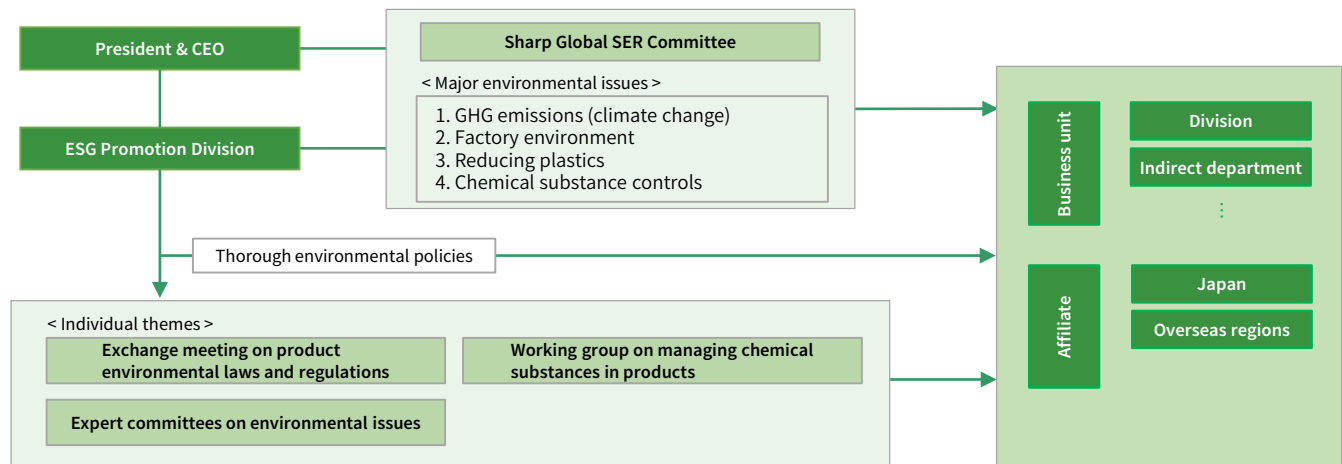 President & CEO
ESG Promotion Division
Sharp Global SER Committee
< Major environmental issues >
1. GHG emissions (climate change)
2. Factory environment
3. Reducing plastics
4. Chemical substance controls
Thorough environmental policies
< Individual themes >
Exchange meeting on product
environmental laws and regulations
Working group on managing chemical
substances in products
Expert committees on environmental issues
Business unit
Division
Indirect department
⋮
Affiliate
Japan
Overseas regions